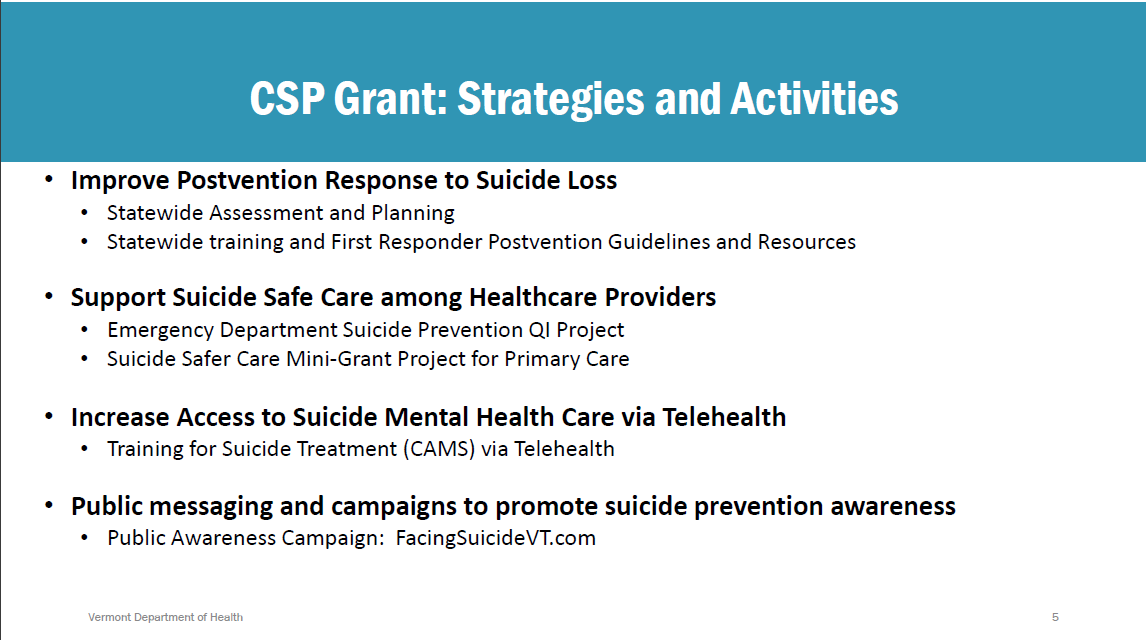 CSP Grant: Strategies and Activities
• Improve Postvention Response to Suicide Loss
• Statewide Assessment and Planning
• Statewide training and First Responder Postvention Guidelines and Resources
• Support Suicide Safe Care among Healthcare Providers
• Emergency Department Suicide Prevention QI Project
• Suicide Safer Care Mini-Grant Project for Primary Care
• Increase Access to Suicide Mental Health Care via Telehealth
• Training for Suicide Treatment (CAMS) via Telehealth
• Public messaging and campaigns to promote suicide prevention awareness
• Public Awareness Campaign: FacingSuicideVT.com
Vermont Department of Health
5